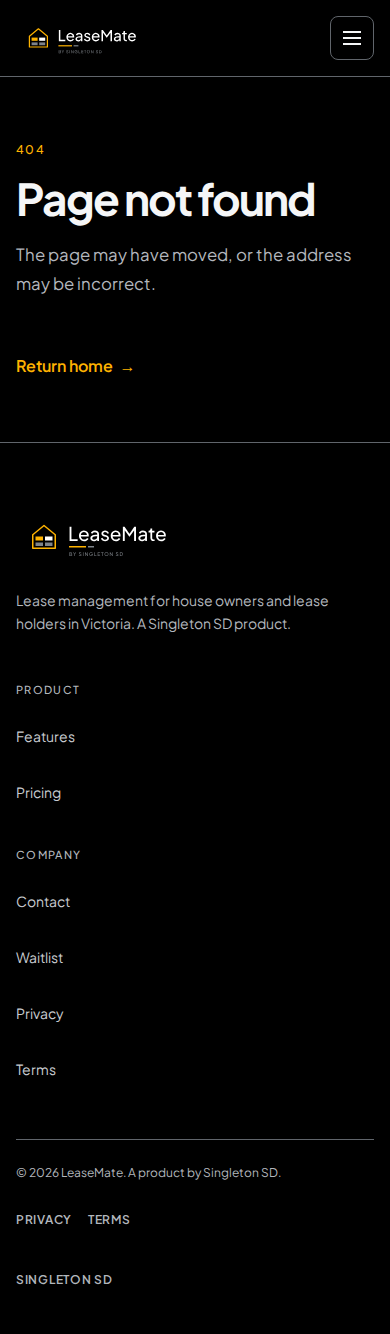 LeaseMate
BY SINGLETON SD
404
Page not found
The page may have moved, or the address
may be incorrect.
Return home →
LeaseMate
BY SINGLETON SD
Lease management for house owners and lease
holders in Victoria. A Singleton SD product.
PRODUCT
Features
Pricing
COMPANY
Contact
Waitlist
Privacy
Terms
© 2026 LeaseMate. A product by Singleton SD.
PRIVACY TERMS
SINGLETON SD